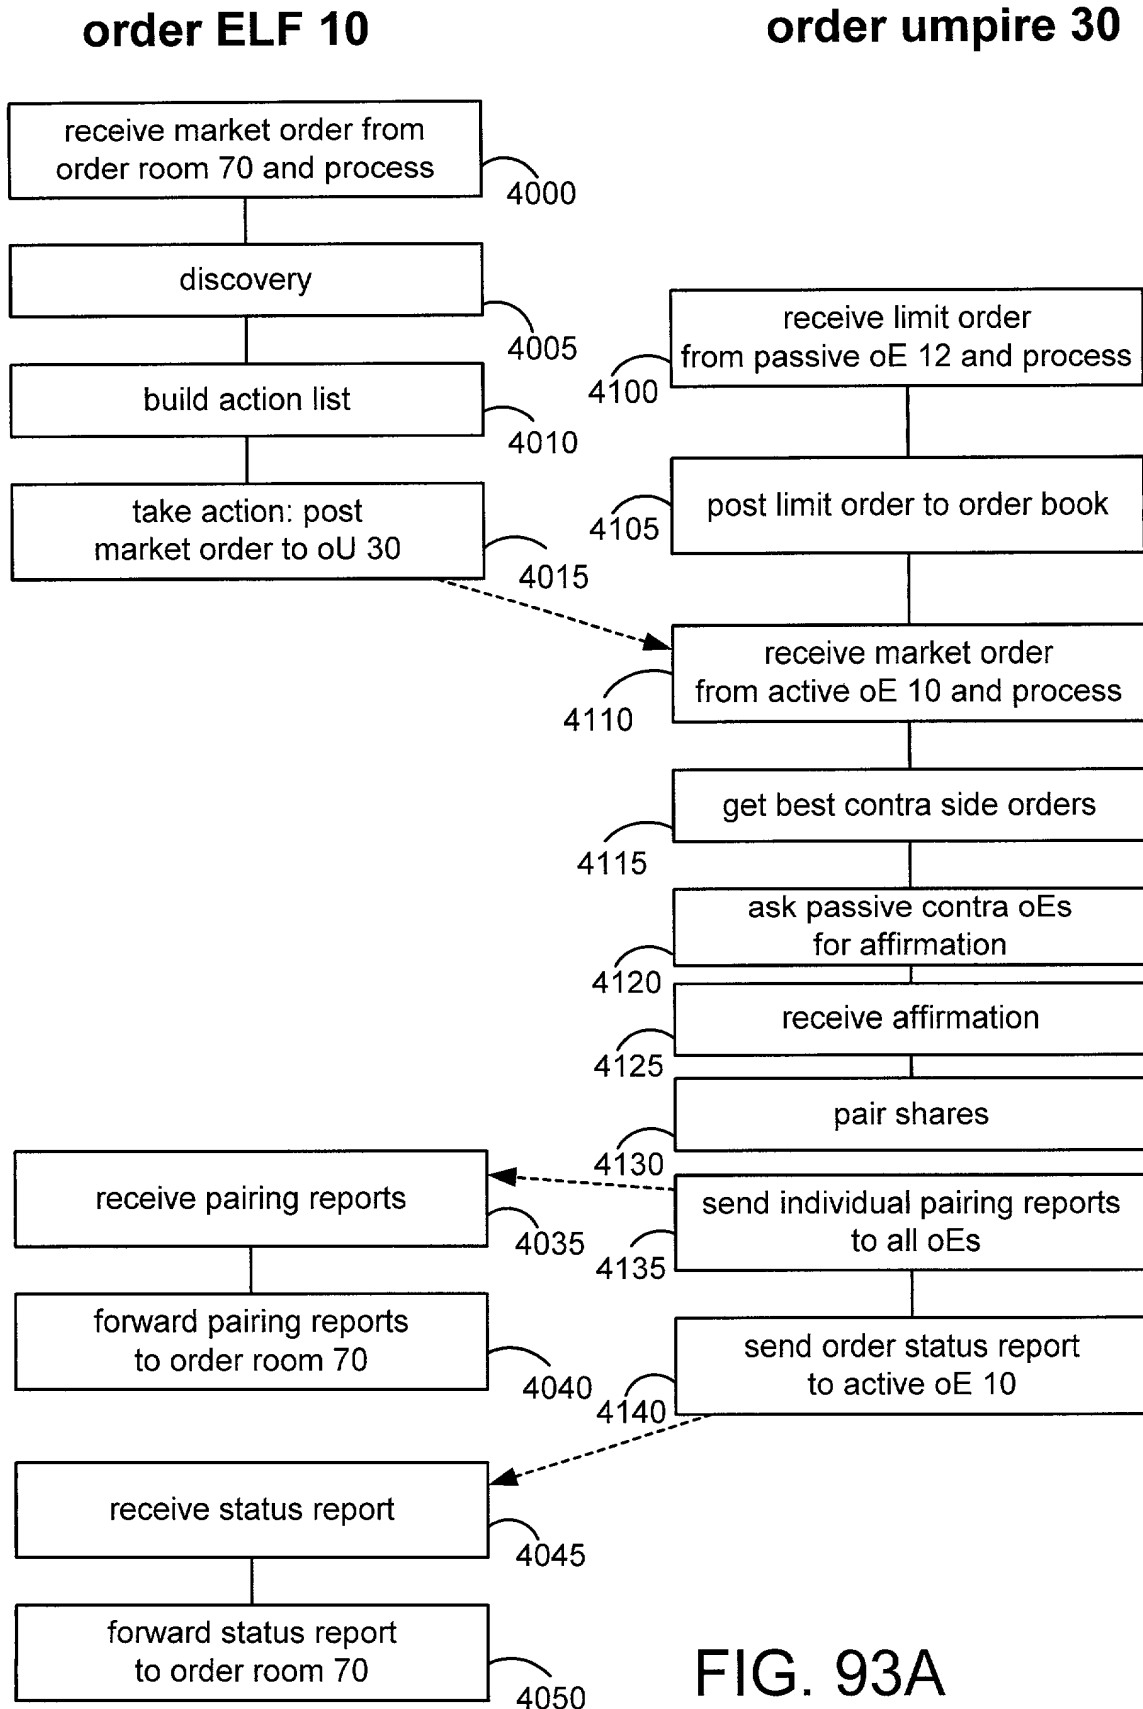 order ELF 10
order umpire 30
receive market order from
order room 70 and process
4000
discovery
4005
build action list
4010
take action: post
market order to oU 30
4015
receive limit order
from passive oE 12 and process
4100
post limit order to order book
4105
receive market order
from active oE 10 and process
4110
get best contra side orders
4115
ask passive contra oEs
for affirmation
4120
receive affirmation
4125
pair shares
4130
send individual pairing reports
to all oEs
4135
send order status report
to active oE 10
4140
receive pairing reports
4035
forward pairing reports
to order room 70
4040
receive status report
4045
forward status report
to order room 70
4050
FIG. 93A